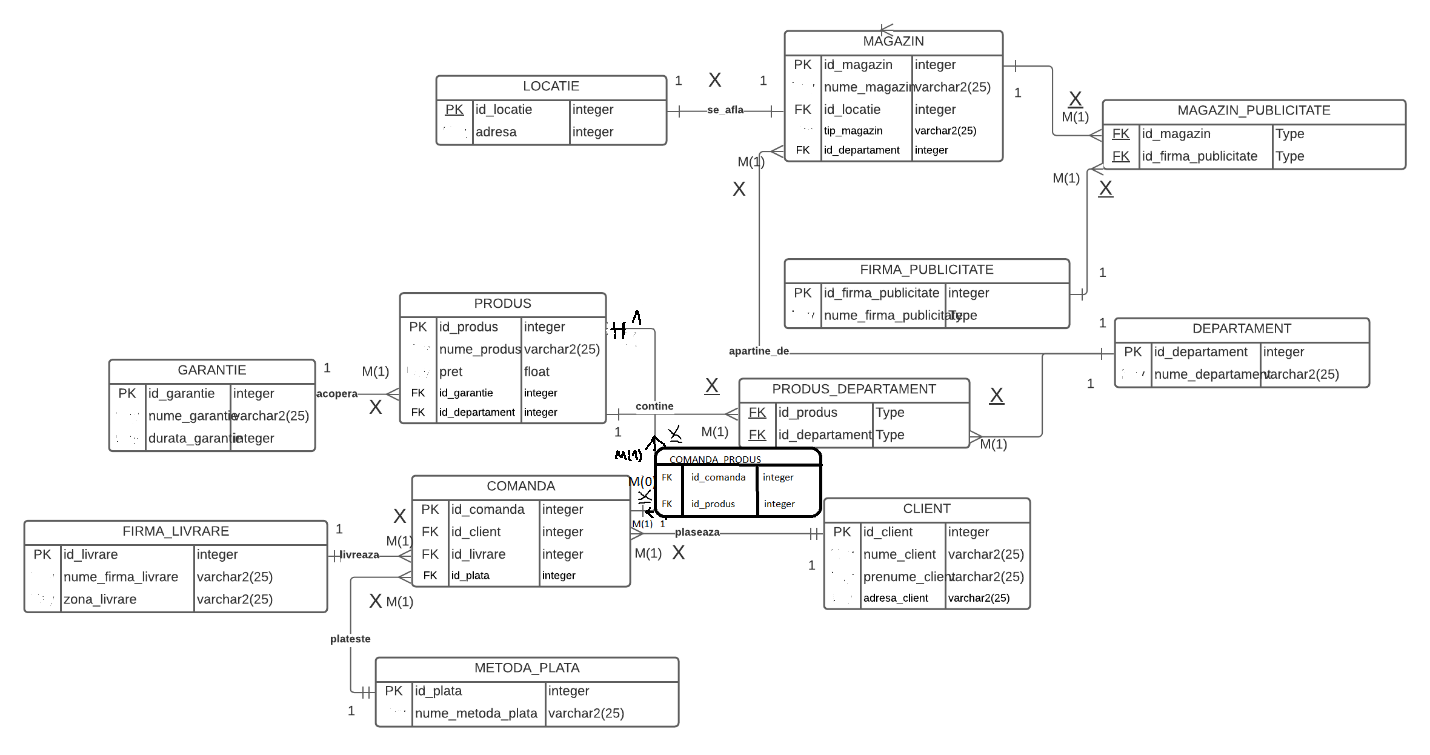 MAGAZIN
PK id_magazin integer
nume_magazin varchar2(25)
FK id_locatie integer
tip_magazin varchar2(25)
FK id_departament integer
LOCATIE
PK id_locatie integer
adresa integer
1 X 1
se_afla
1
X
M(1)
MAGAZIN_PUBLICITATE
FK id_magazin Type
FK id_firma_publicitate Type
M(1)
X
M(1)
X
FIRMA_PUBLICITATE
PK id_firma_publicitate integer
nume_firma_publicitate Type
1
PRODUS
PK id_produs integer
nume_produs varchar2(25)
pret float
FK id_garantie integer
FK id_departament integer
1
DEPARTAMENT
PK id_departament integer
nume_departament varchar2(25)
1
apartine_de
1
GARANTIE
PK id_garantie integer
nume_garantie varchar2(25)
durata_garantie integer
1 M(1)
acopera
X
PRODUS_DEPARTAMENT
FK id_produs Type
FK id_departament Type
X
contine
1 M(1)
X
M(1)
X
M(1)
COMANDA_PRODUS
FK id_comanda integer
FK id_produs integer
M(0)
X
M(1) 1
COMANDA
PK id_comanda integer
FK id_client integer
FK id_livrare integer
FK id_plata integer
CLIENT
PK id_client integer
nume_client varchar2(25)
prenume_client varchar2(25)
adresa_client varchar2(25)
plaseaza
M(1) X
1
FIRMA_LIVRARE
PK id_livrare integer
nume_firma_livrare varchar2(25)
zona_livrare varchar2(25)
1
X
M(1)
livreaza
X M(1)
plateste
METODA_PLATA
PK id_plata integer
nume_metoda_plata varchar2(25)
1